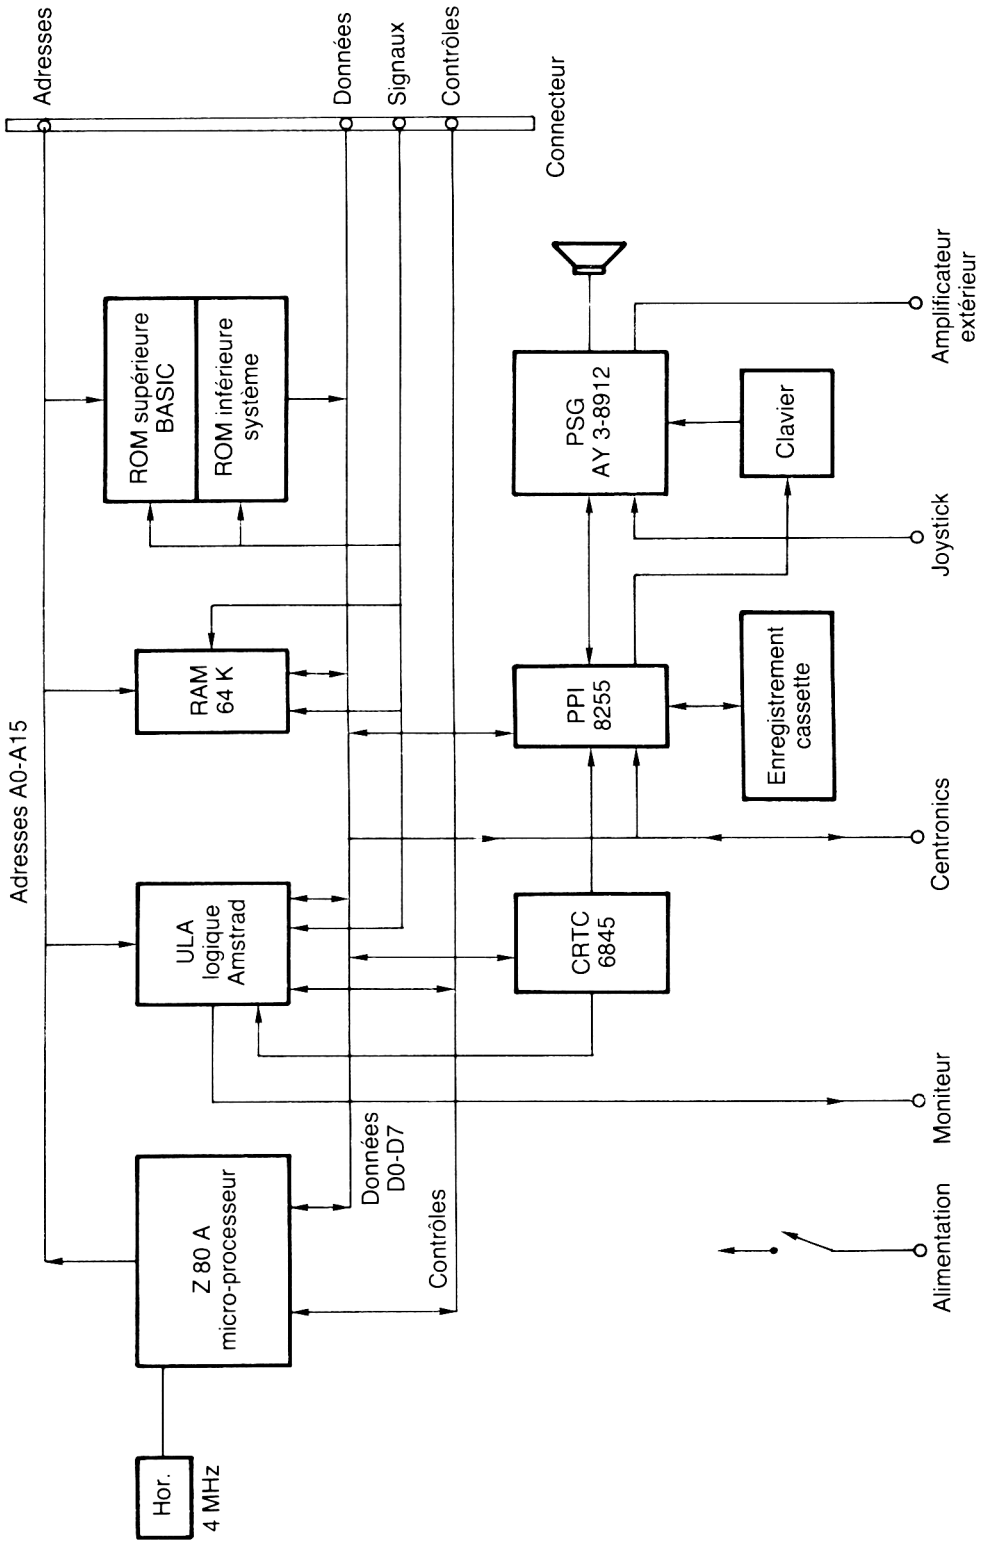 Adresses
Données
Signaux
Contrôles
Connecteur
Adresses A0-A15
ROM supérieure
BASIC
ROM inférieure
système
RAM
64 K
ULA
logique
Amstrad
Z 80 A
micro-processeur
Hor.
4 MHz
Données
D0-D7
Contrôles
CRTC
6845
PPI
8255
PSG
AY 3-8912
Clavier
Enregistrement
cassette
Alimentation
Moniteur
Centronics
Joystick
Amplificateur
extérieur